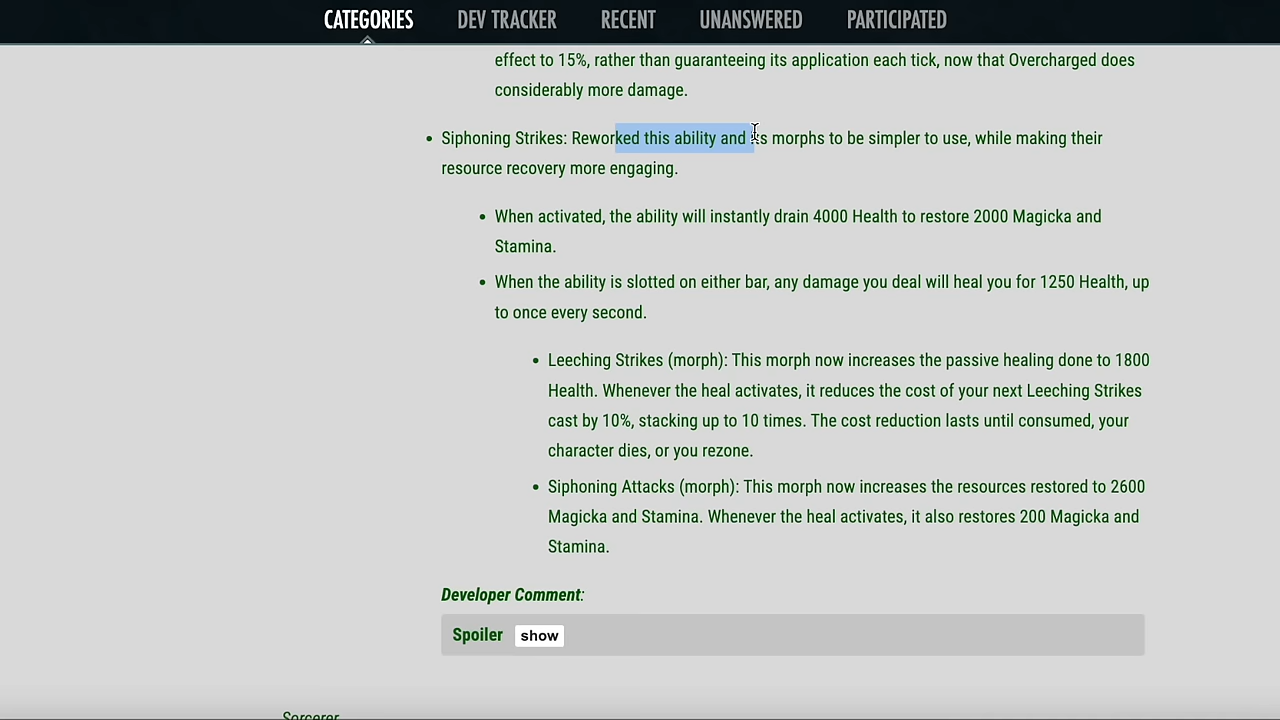 CATEGORIES DEV TRACKER RECENT UNANSWERED PARTICIPATED
effect to 15%, rather than guaranteeing its application each tick, now that Overcharged does
considerably more damage.
• Siphoning Strikes: Reworked this ability and its morphs to be simpler to use, while making their
resource recovery more engaging.
• When activated, the ability will instantly drain 4000 Health to restore 2000 Magicka and
Stamina.
• When the ability is slotted on either bar, any damage you deal will heal you for 1250 Health, up
to once every second.
• Leeching Strikes (morph): This morph now increases the passive healing done to 1800
Health. Whenever the heal activates, it reduces the cost of your next Leeching Strikes
cast by 10%, stacking up to 10 times. The cost reduction lasts until consumed, your
character dies, or you rezone.
• Siphoning Attacks (morph): This morph now increases the resources restored to 2600
Magicka and Stamina. Whenever the heal activates, it also restores 200 Magicka and
Stamina.
Developer Comment:
Spoiler show
Sorcerer